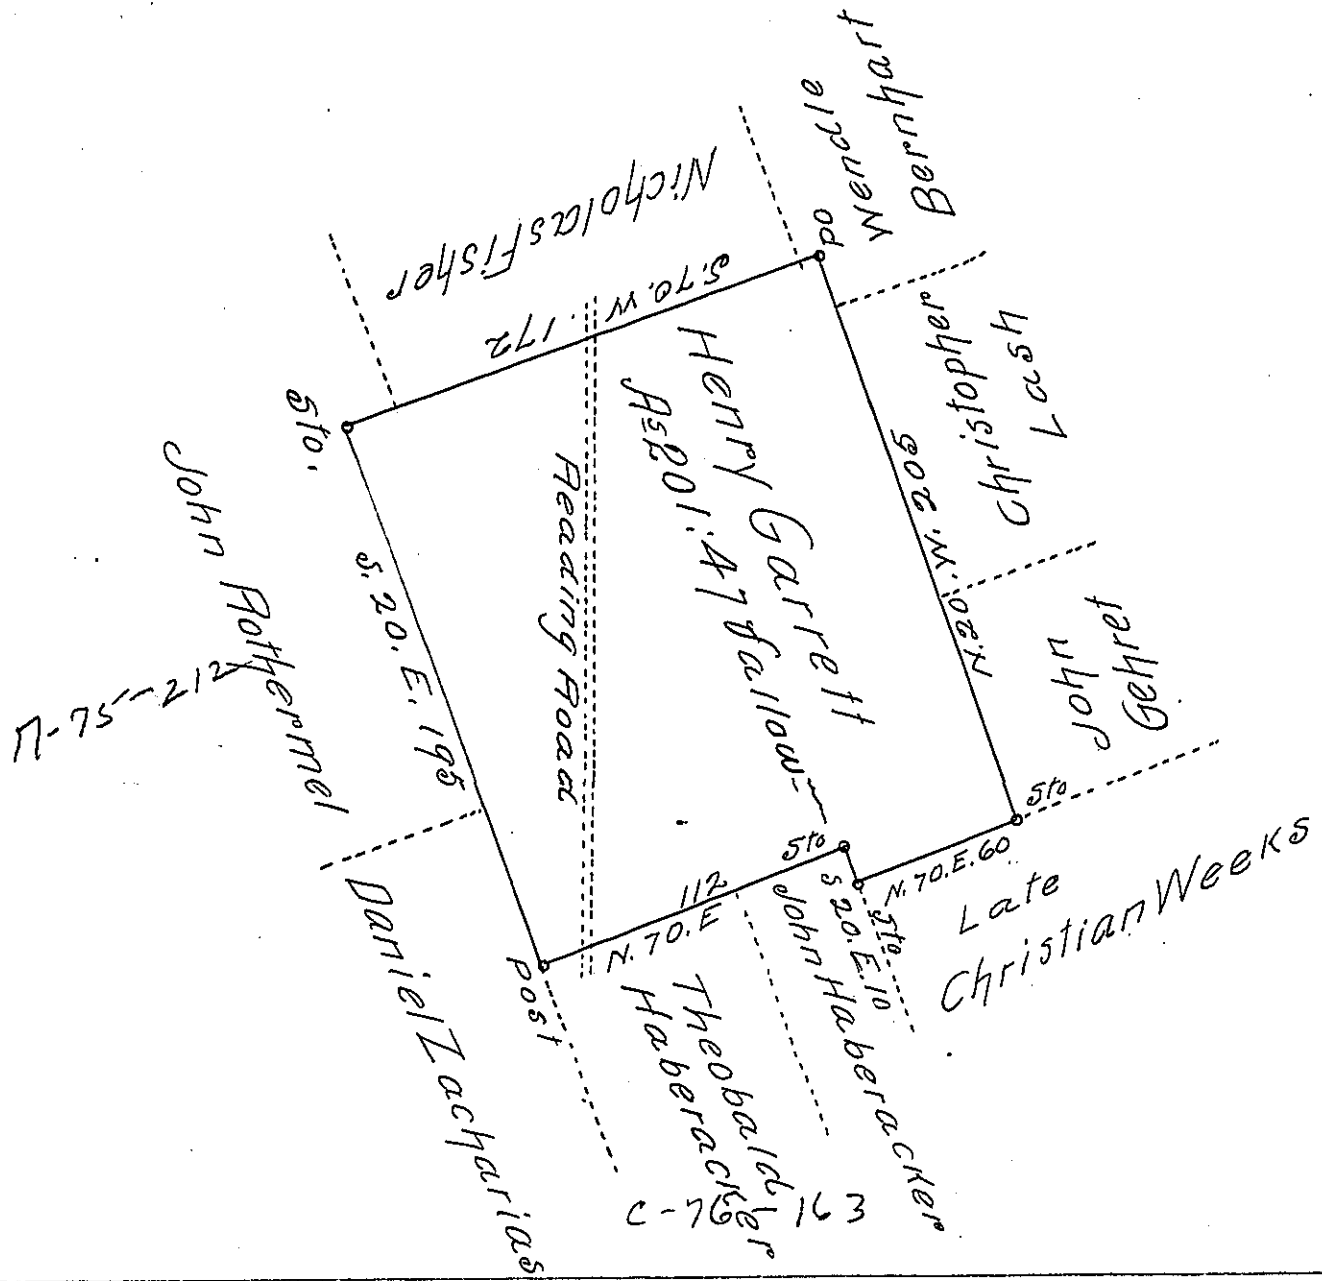 Wendle
Bernhart
Nicholas Fisher
po
S. 70. W. 172
Sto.
Christopher
Lash
Henry Garrett
As 201:47 & allow
N. 20. W. 205
Reading Road
John Rothermel
S. 20. E. 195
M-75-212
John
Gehret
Sto
Sto
N. 70. E. 60
S 20. E. 10
Sto
Late
Christian Weeks
112
N. 70. E
Post
John Haberacker
Theobald
Haberacker
Daniel Zacharias
C-76-163